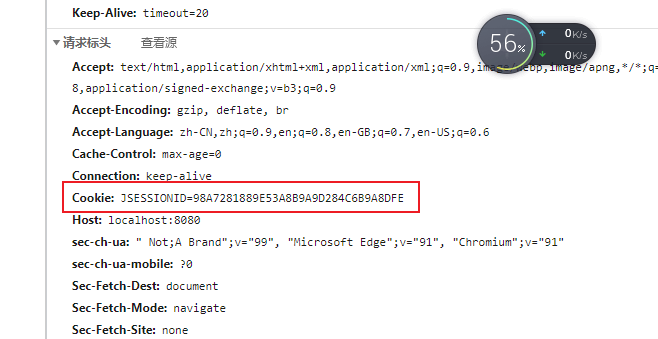 Keep-Alive: timeout=20
请求标头 查看源
56%
0K/s
0K/s
Accept: text/html,application/xhtml+xml,application/xml;q=0.9,image/webp,image/apng,*/*;q=
8,application/signed-exchange;v=b3;q=0.9
Accept-Encoding: gzip, deflate, br
Accept-Language: zh-CN,zh;q=0.9,en;q=0.8,en-GB;q=0.7,en-US;q=0.6
Cache-Control: max-age=0
Connection: keep-alive
Cookie: JSESSIONID=98A7281889E53A8B9A9D284C6B9A8DFE
Host: localhost:8080
sec-ch-ua: " Not;A Brand";v="99", "Microsoft Edge";v="91", "Chromium";v="91"
sec-ch-ua-mobile: ?0
Sec-Fetch-Dest: document
Sec-Fetch-Mode: navigate
Sec-Fetch-Site: none